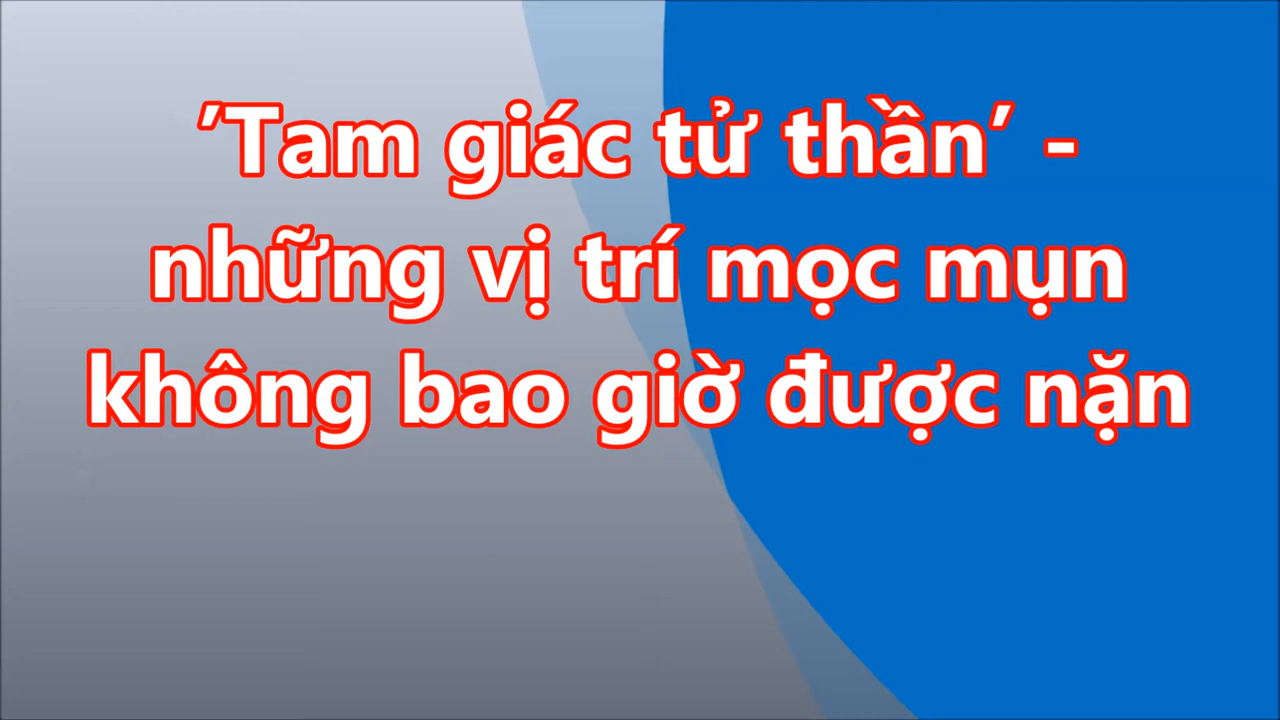 ’Tam giác tử thần’ -
những vị trí mọc mụn
không bao giờ được nặn